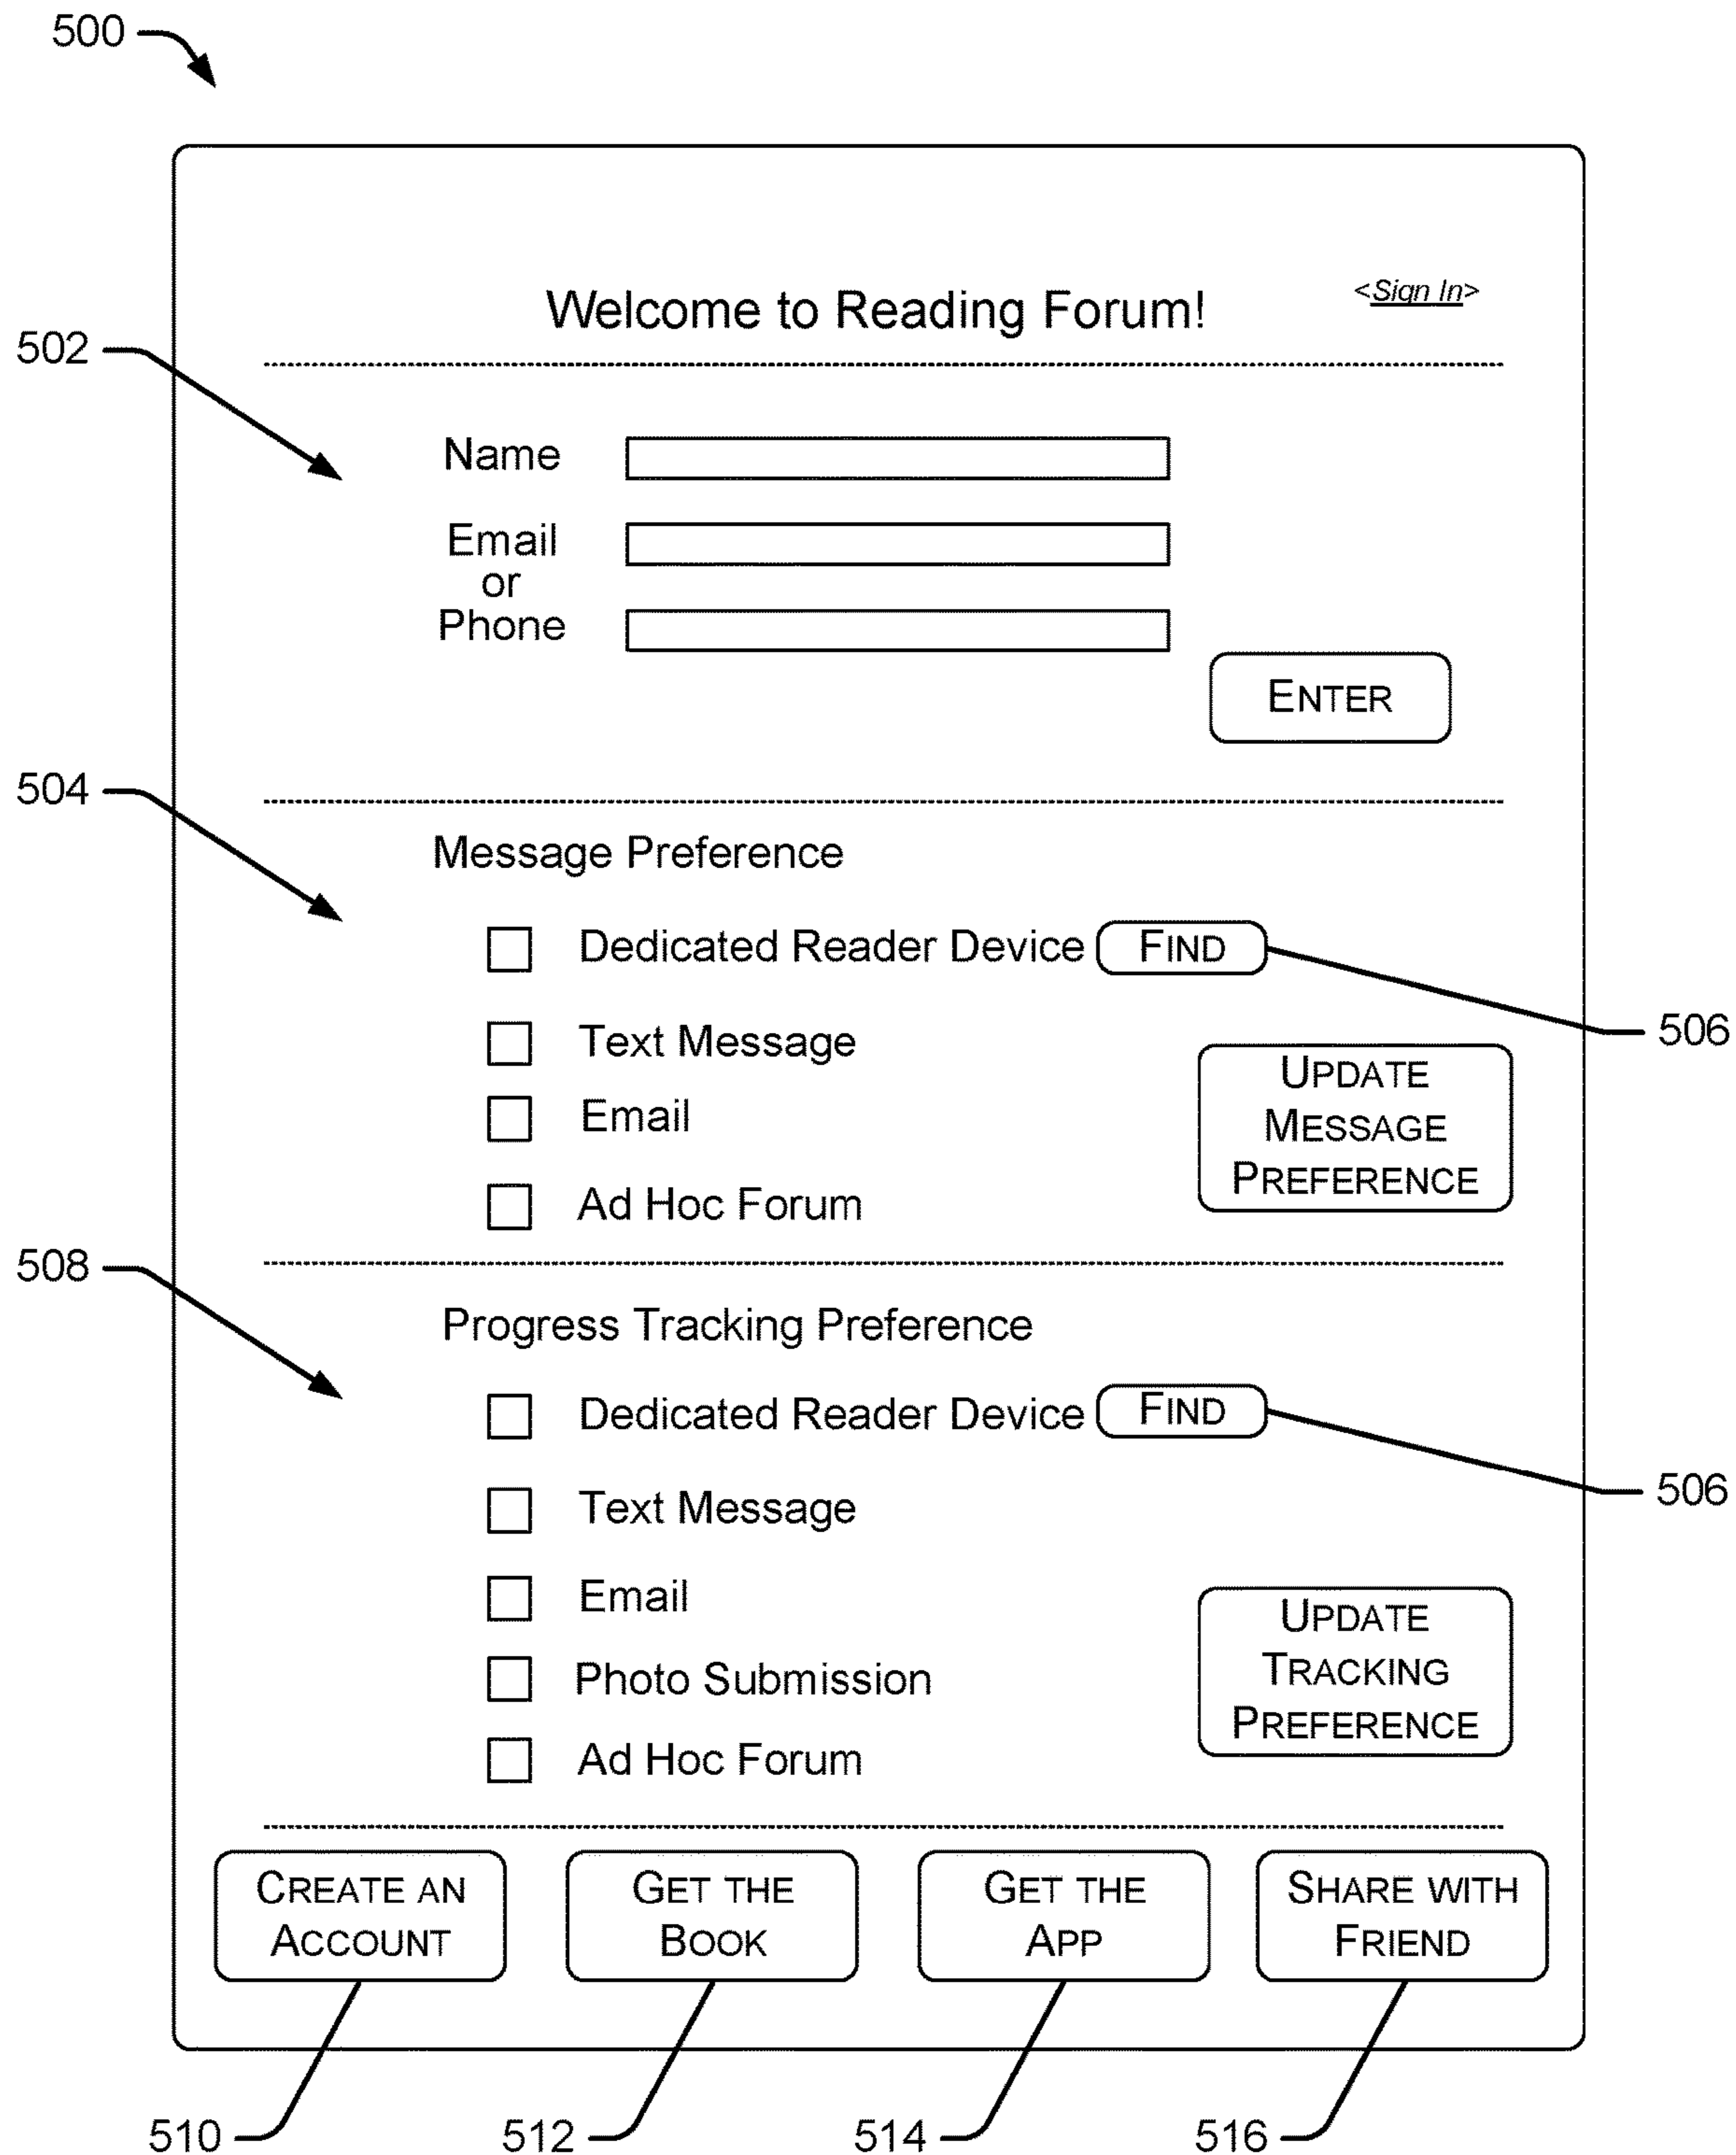 500
Welcome to Reading Forum!
<Sign In>
502
Name
Email
or
Phone
ENTER
504
Message Preference
Dedicated Reader Device FIND
506
Text Message
Email
Ad Hoc Forum
UPDATE
MESSAGE
PREFERENCE
508
Progress Tracking Preference
Dedicated Reader Device FIND
506
Text Message
Email
Photo Submission
Ad Hoc Forum
UPDATE
TRACKING
PREFERENCE
CREATE AN
ACCOUNT
GET THE
BOOK
GET THE
APP
SHARE WITH
FRIEND
510
512
514
516